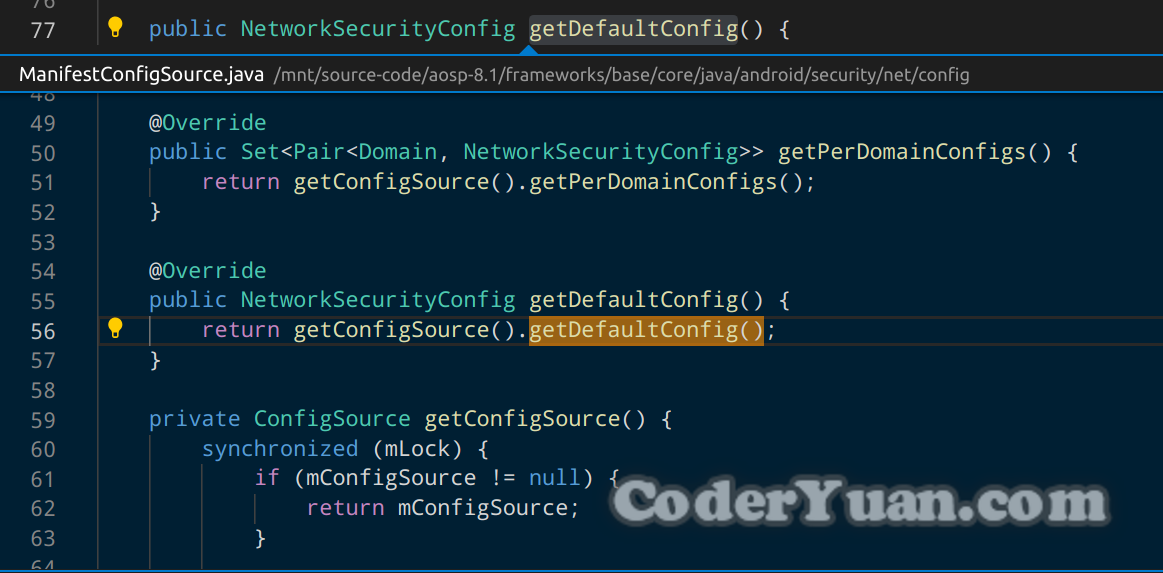 76
77 public NetworkSecurityConfig getDefaultConfig() {
ManifestConfigSource.java /mnt/source-code/aosp-8.1/frameworks/base/core/java/android/security/net/config
48
49 @Override
50 public Set<Pair<Domain, NetworkSecurityConfig>> getPerDomainConfigs() {
51 return getConfigSource().getPerDomainConfigs();
52 }
53
54 @Override
55 public NetworkSecurityConfig getDefaultConfig() {
56 return getConfigSource().getDefaultConfig();
57 }
58
59 private ConfigSource getConfigSource() {
60 synchronized (mLock) {
61 if (mConfigSource != null) {
62 return mConfigSource;
63 }
64
CoderYuan.com